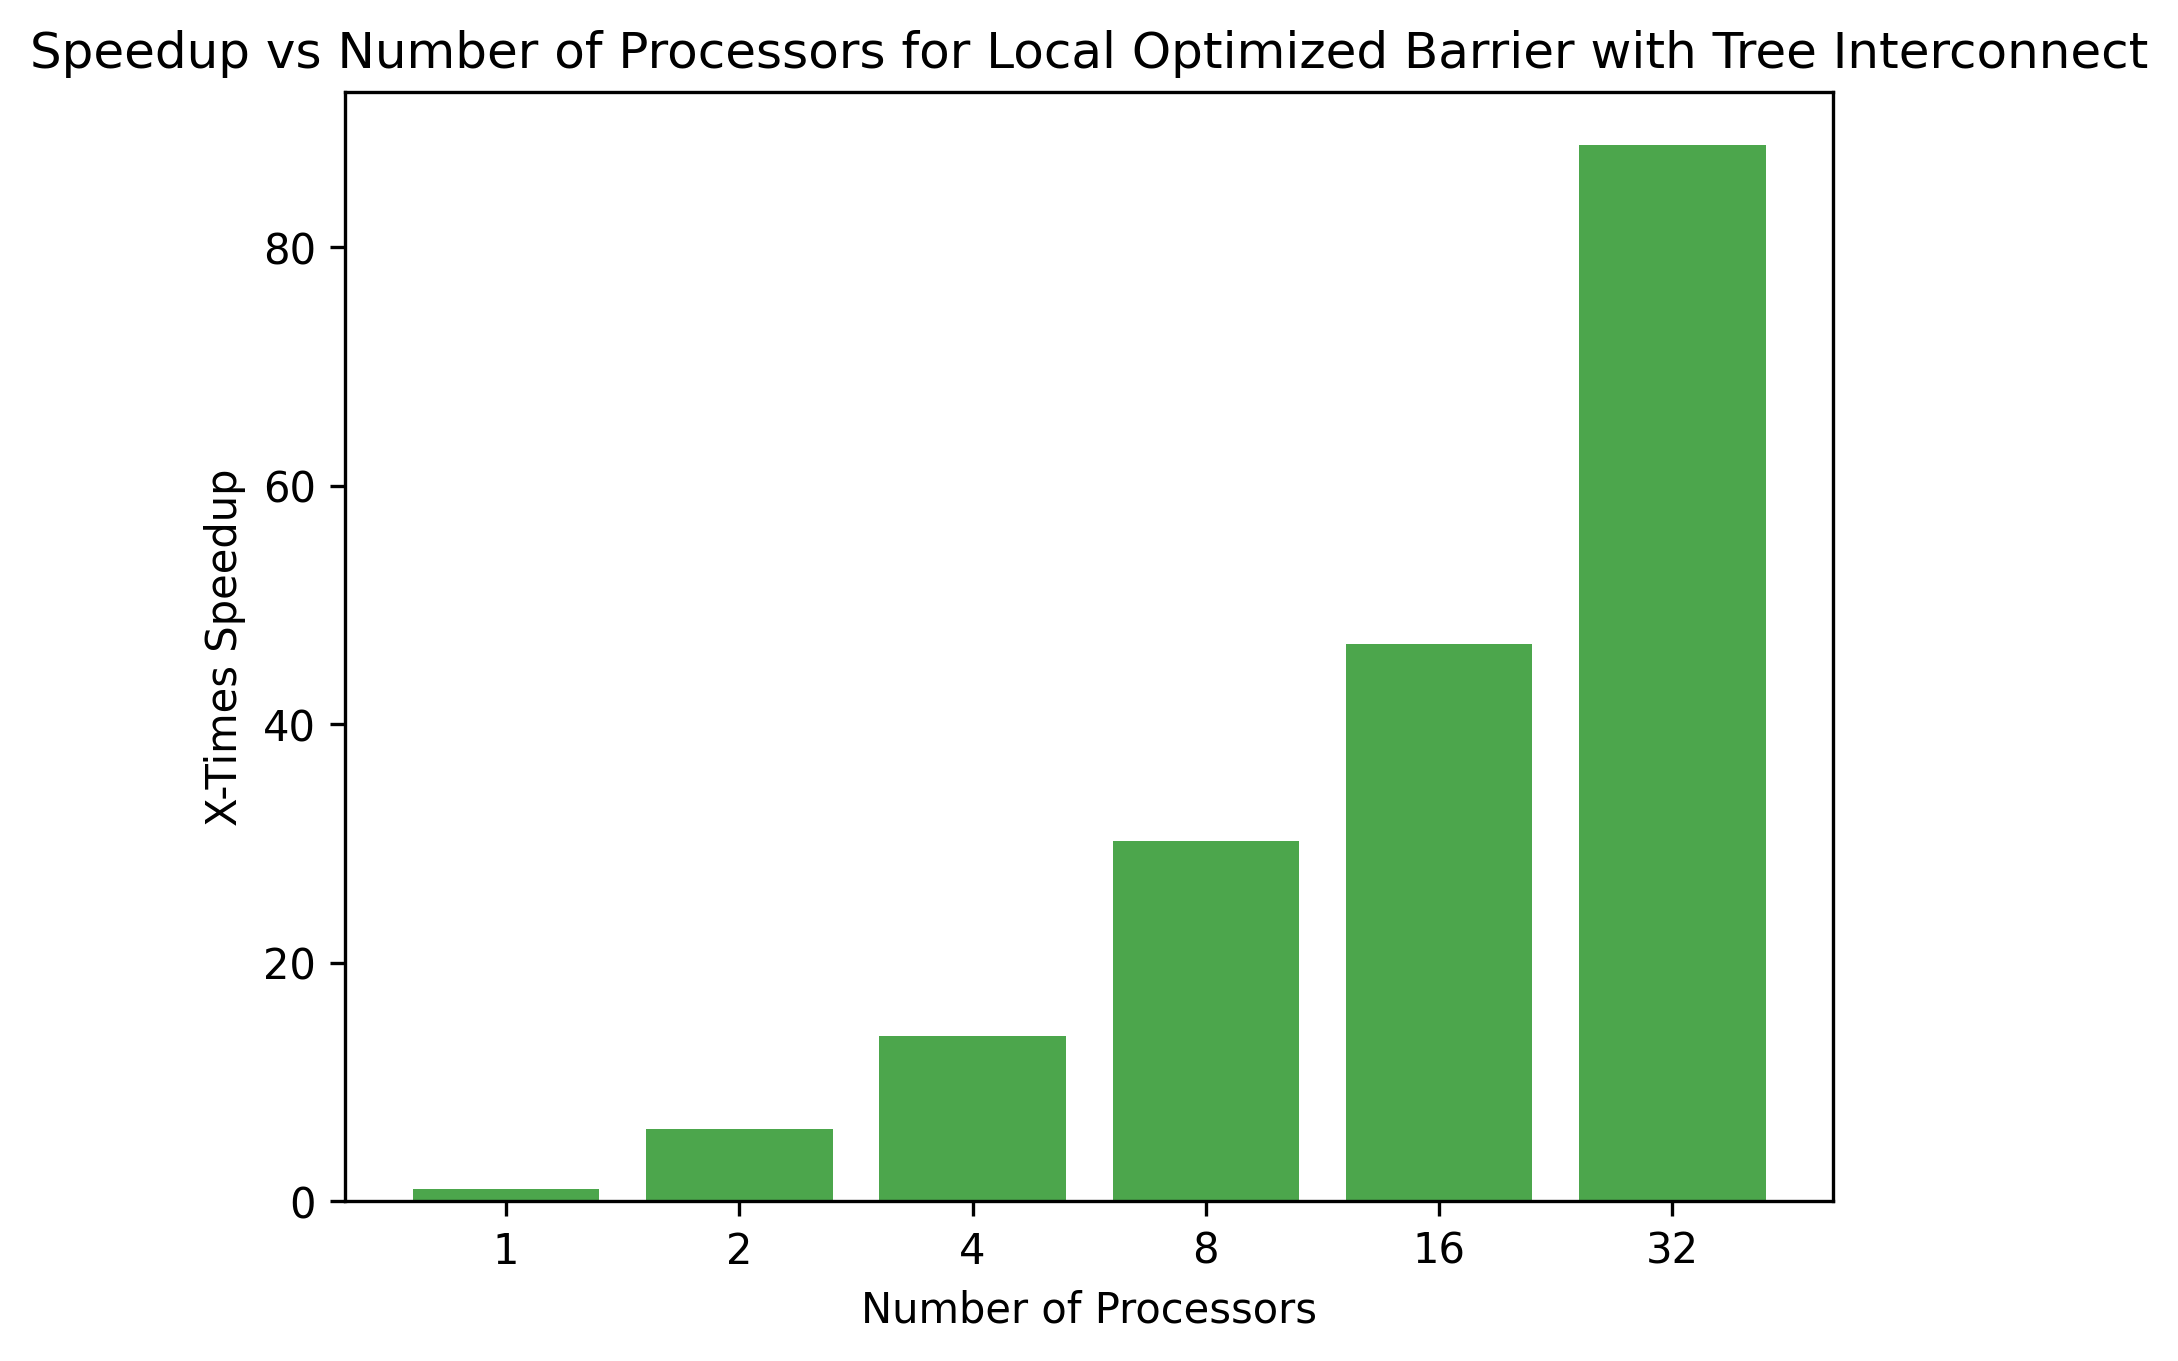 Speedup vs Number of Processors for Local Optimized Barrier with Tree Interconnect
X-Times Speedup
80
60
40
20
0
1 2 4 8 16 32
Number of Processors